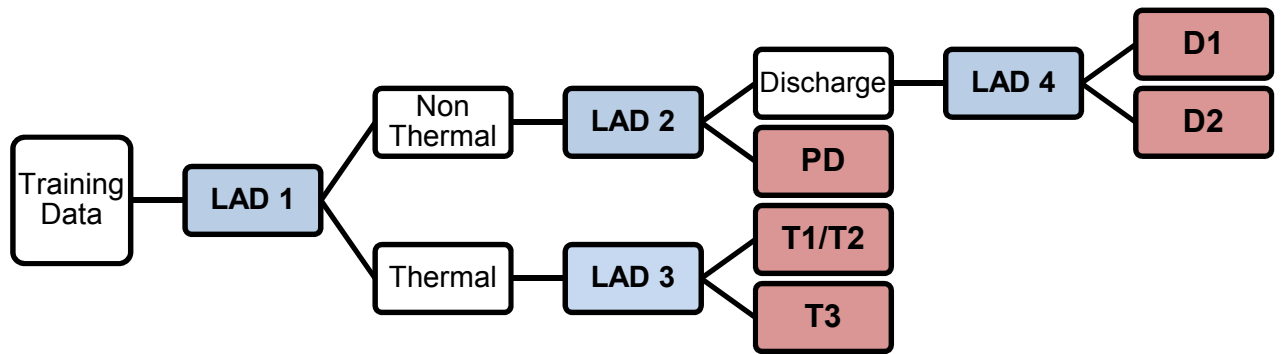 Training
Data
LAD 1
Non
Thermal
LAD 2
Discharge
LAD 4
D1
D2
PD
Thermal
LAD 3
T1/T2
T3